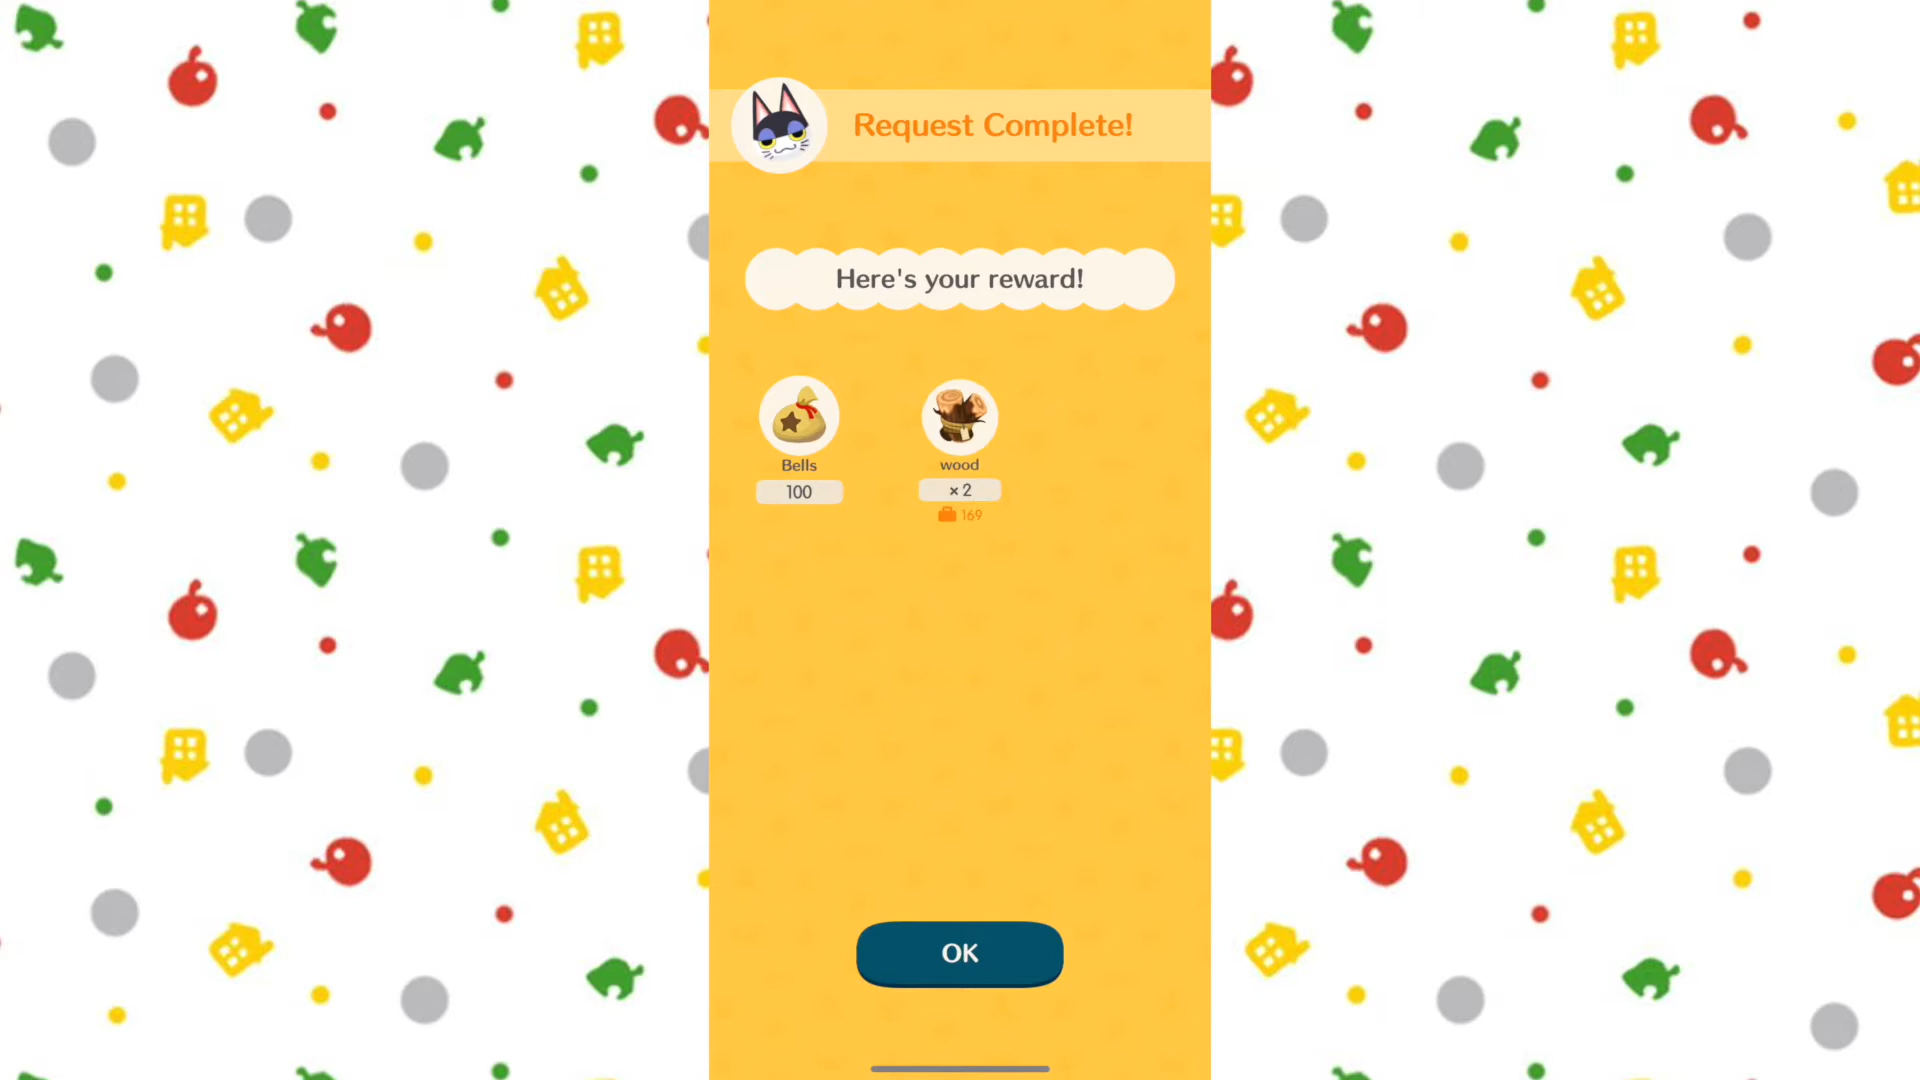 Request Complete!
Here's your reward!
Bells
wood
100
×2
169
OK